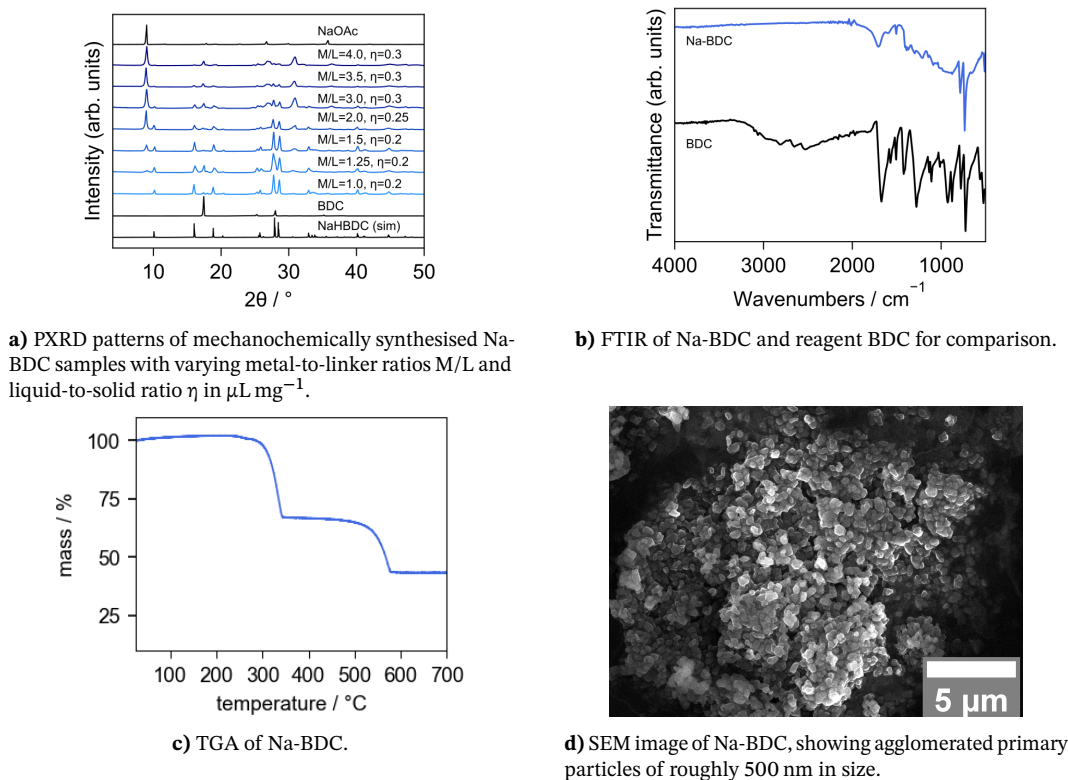 Intensity (arb. units)
NaOAc
M/L=4.0, η=0.3
M/L=3.5, η=0.3
M/L=3.0, η=0.3
M/L=2.0, η=0.25
M/L=1.5, η=0.2
M/L=1.25, η=0.2
M/L=1.0, η=0.2
BDC
NaHBDC (sim)
10 20 30 40 50
2θ / °
Transmittance (arb. units)
Na-BDC
BDC
4000 3000 2000 1000
Wavenumbers / cm⁻¹
a) PXRD patterns of mechanochemically synthesised Na-
BDC samples with varying metal-to-linker ratios M/L and
liquid-to-solid ratio η in μL mg⁻¹.
b) FTIR of Na-BDC and reagent BDC for comparison.
mass / %
100
75
50
25
100 200 300 400 500 600 700
temperature / °C
5 μm
c) TGA of Na-BDC.
d) SEM image of Na-BDC, showing agglomerated primary
particles of roughly 500 nm in size.